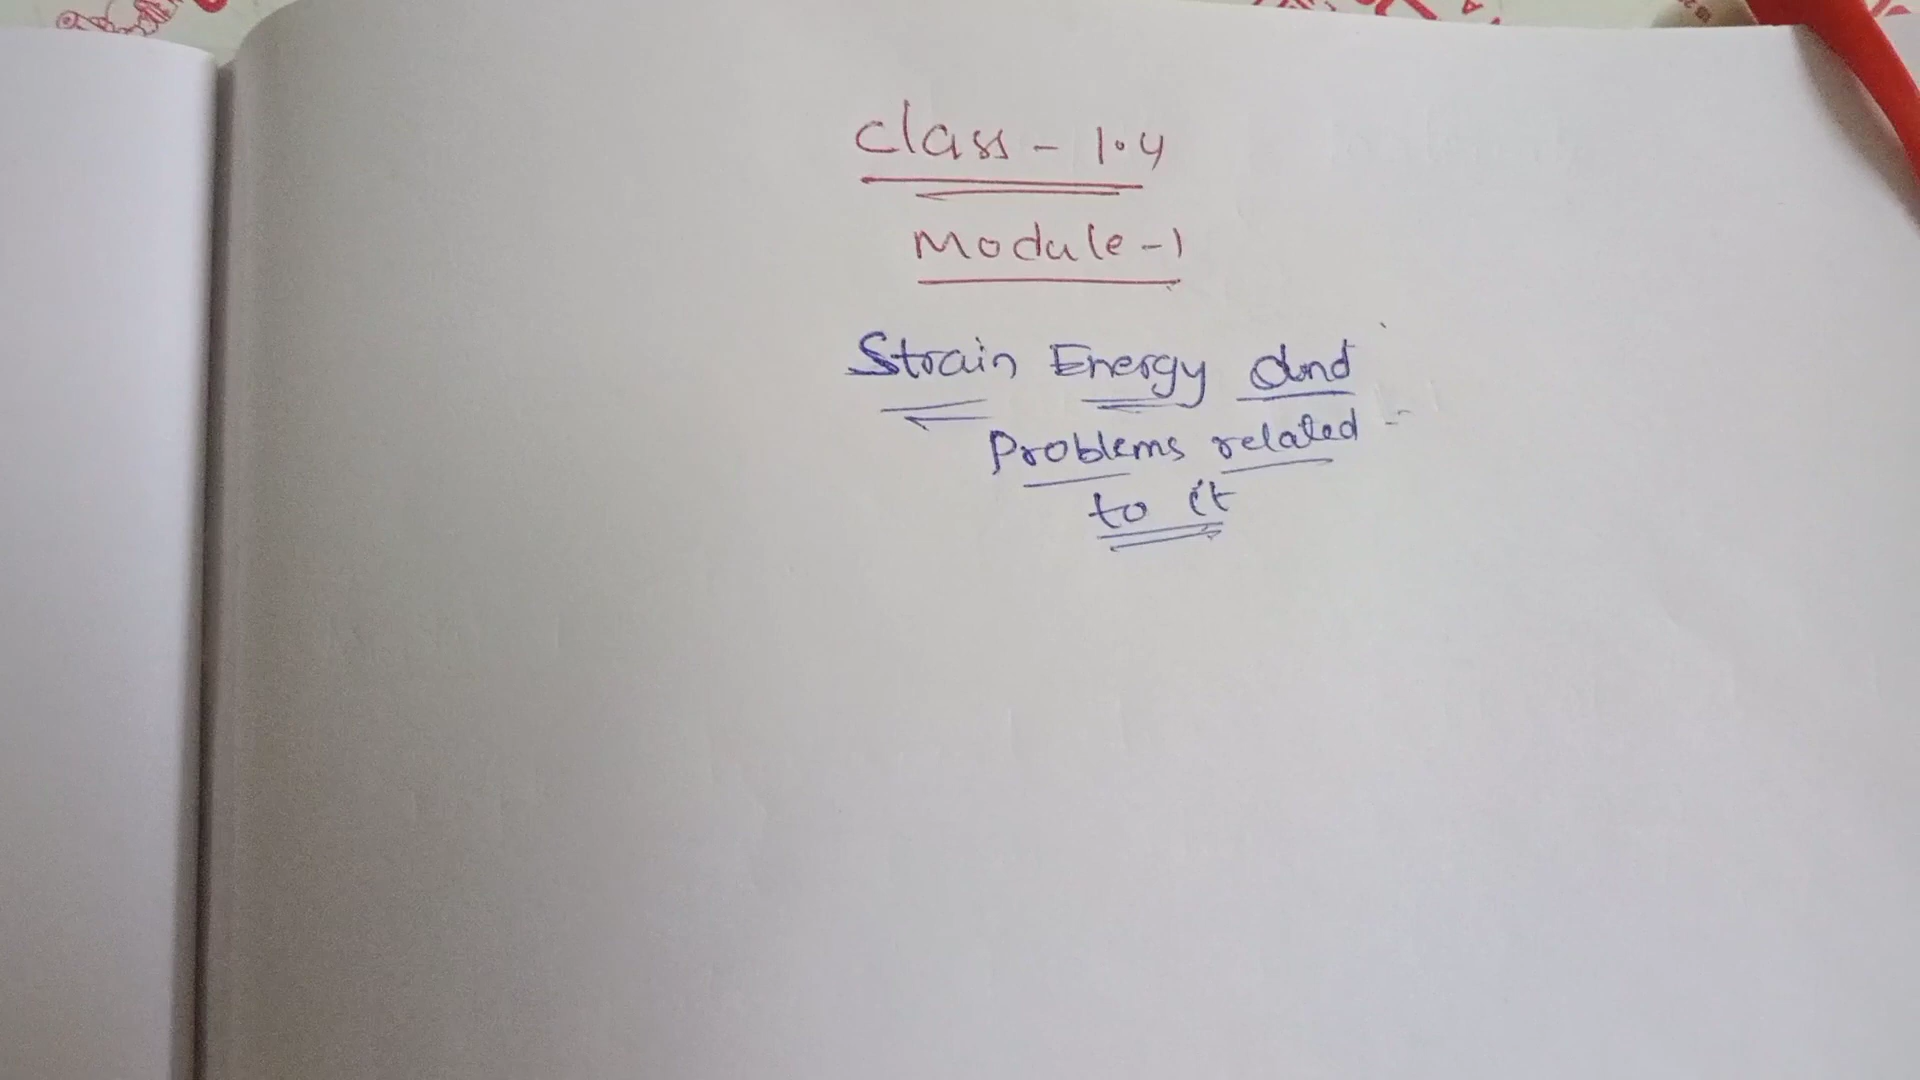 Class - 1.4
Module - 1
Strain Energy and
Problems related
to it